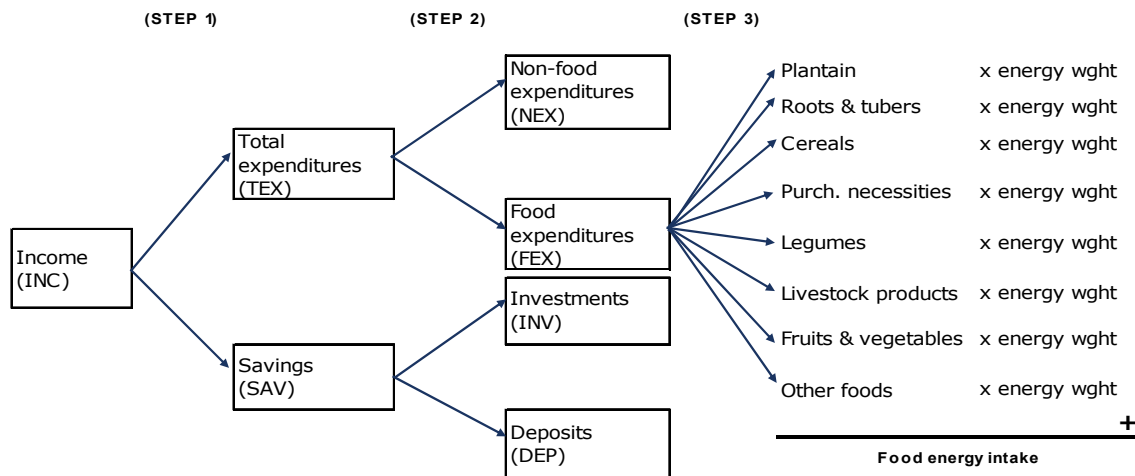 (STEP 1)
(STEP 2)
(STEP 3)
Income
(INC)
Total
expenditures
(TEX)
Savings
(SAV)
Non-food
expenditures
(NEX)
Food
expenditures
(FEX)
Investments
(INV)
Deposits
(DEP)
Plantain x energy wght
Roots & tubers x energy wght
Cereals x energy wght
Purch. necessities x energy wght
Legumes x energy wght
Livestock products x energy wght
Fruits & vegetables x energy wght
Other foods x energy wght
+
Food energy intake